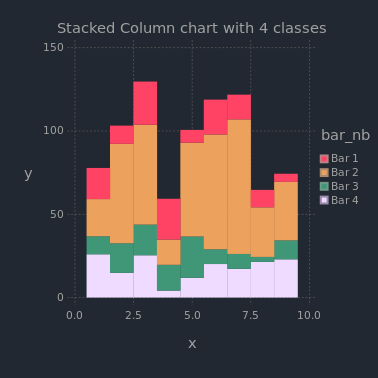 Stacked Column chart with 4 classes
150
100
50
0
y
0.0 2.5 5.0 7.5 10.0
x
bar_nb
Bar 1
Bar 2
Bar 3
Bar 4